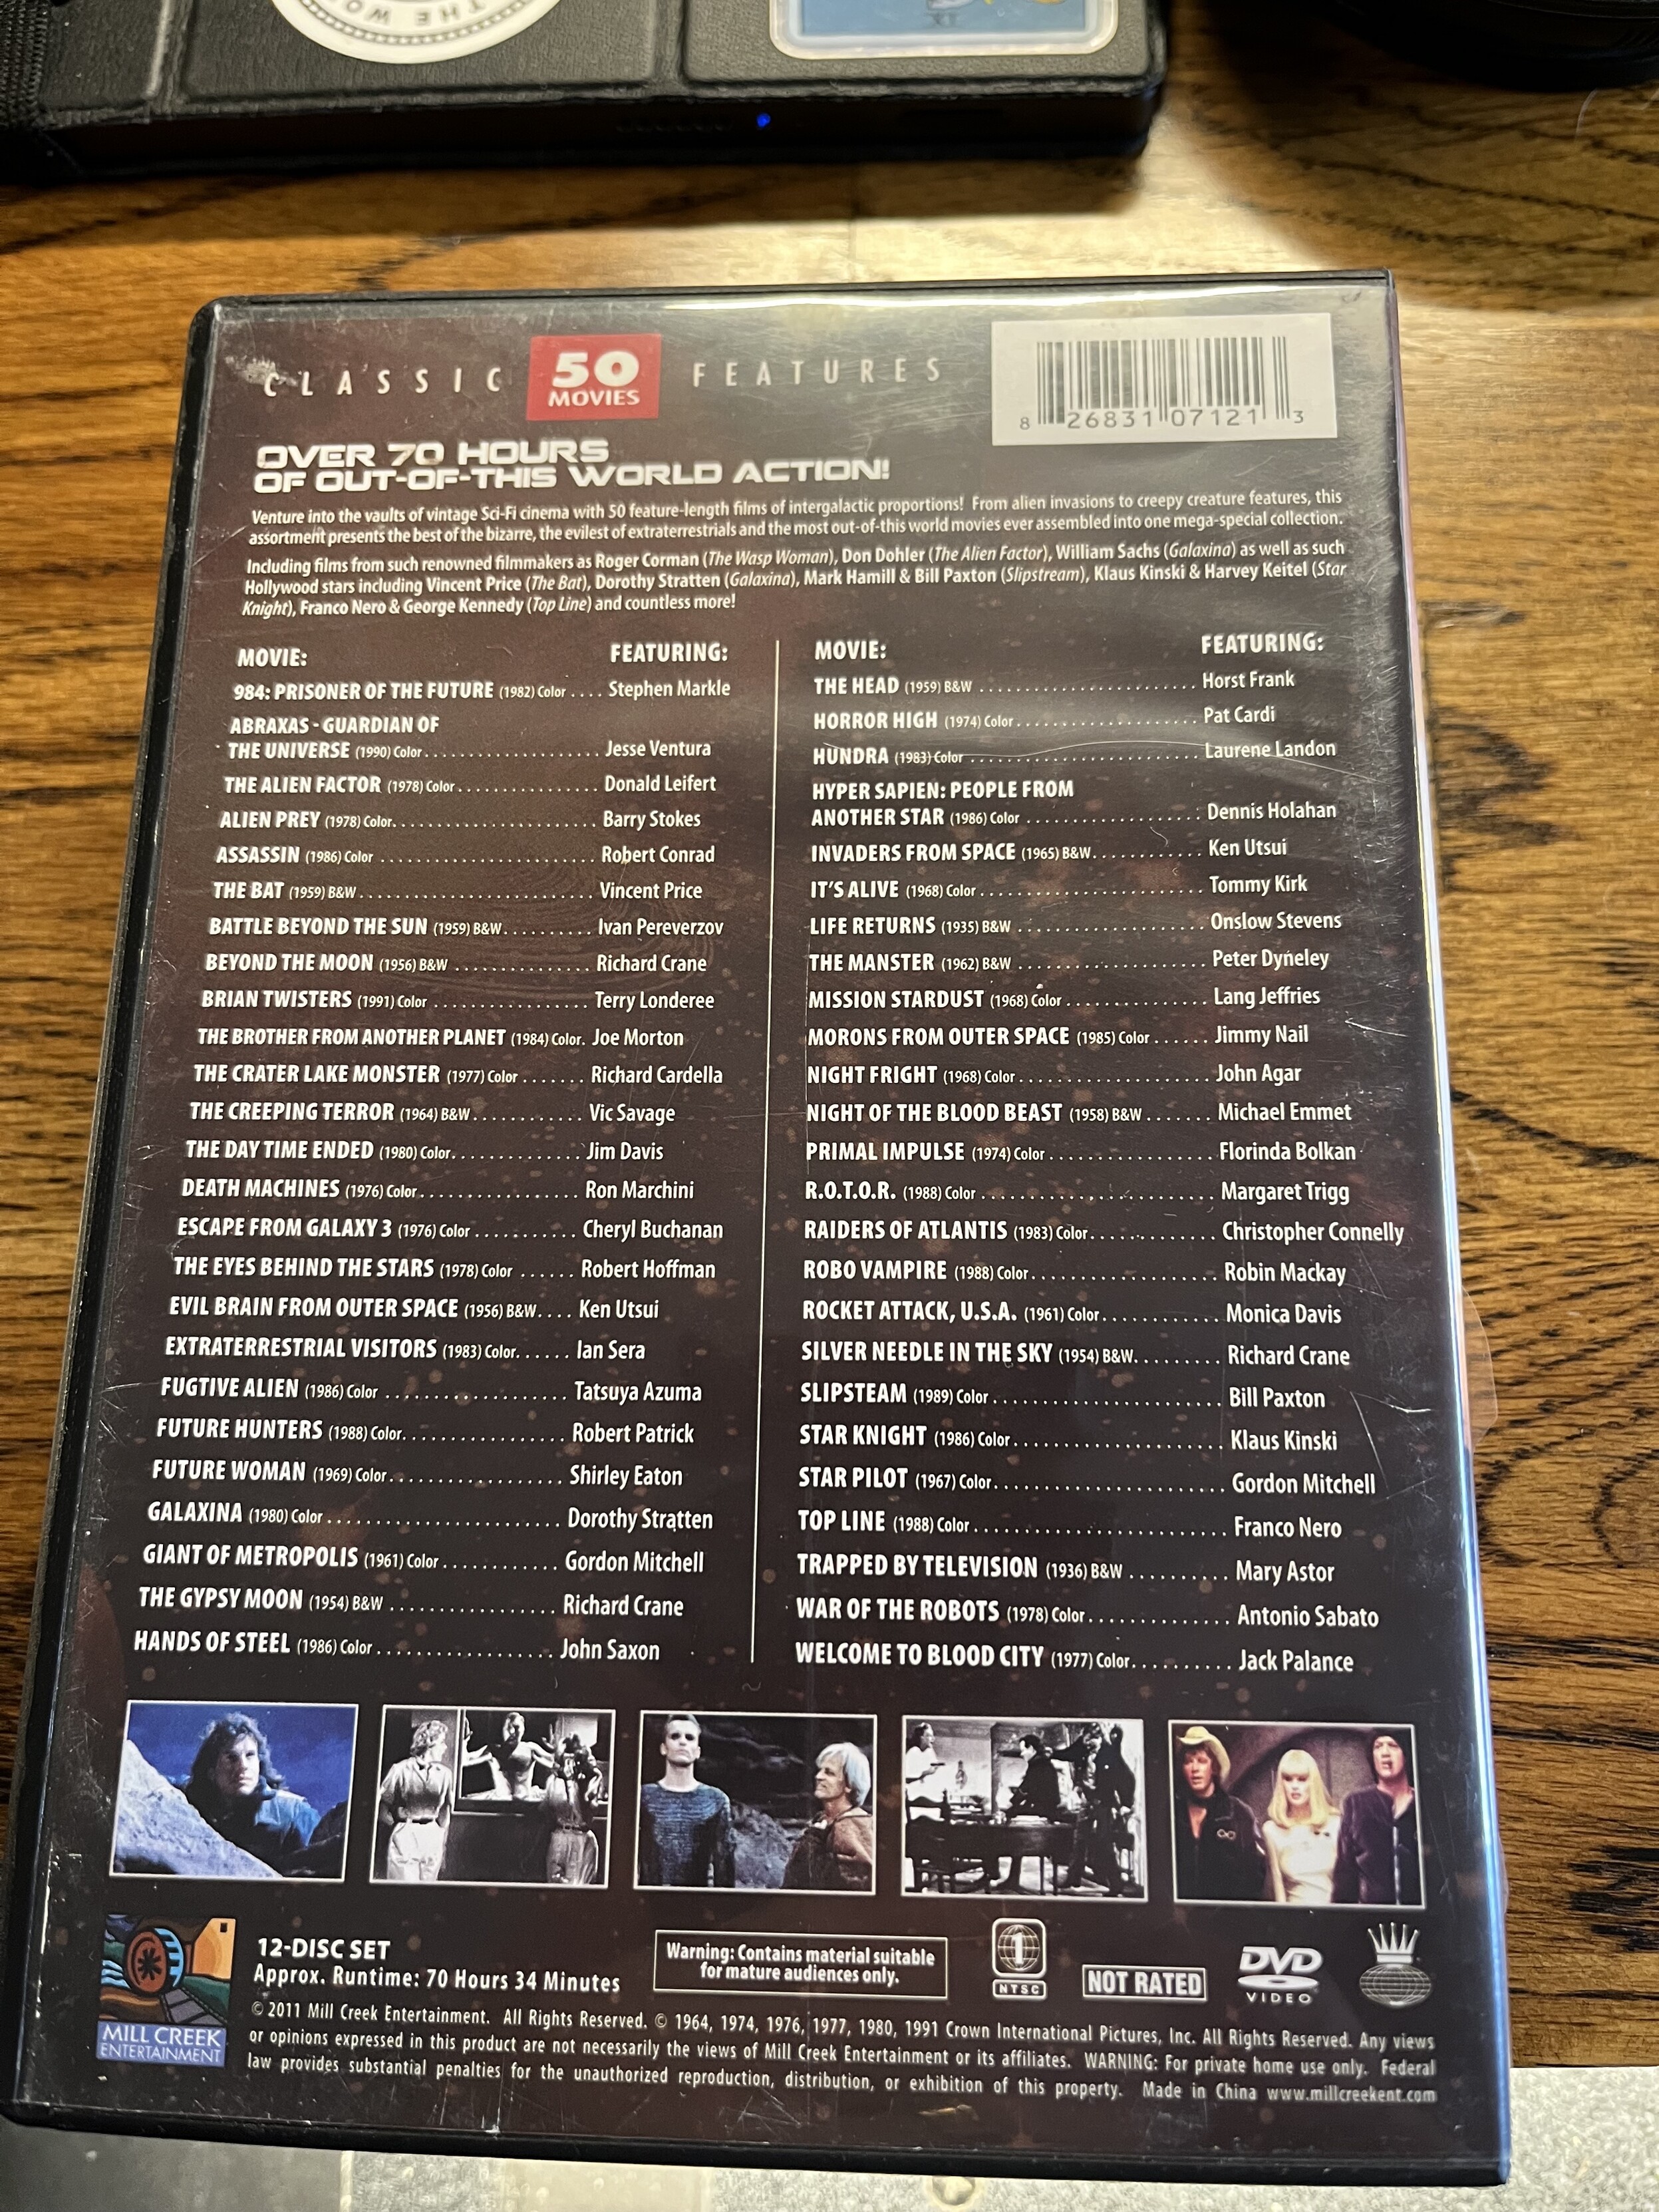 THE WO
CLASSIC 50 MOVIES FEATURES
8 26831 07121 3
OVER 70 HOURS
OF OUT-OF-THIS WORLD ACTION!
Venture into the vaults of vintage Sci-Fi cinema with 50 feature-length films of intergalactic proportions! From alien invasions to creepy creature features, this
assortment presents the best of the bizarre, the evilest of extraterrestrials and the most out-of-this world movies ever assembled into one mega-special collection.
Including films from such renowned filmmakers as Roger Corman (The Wasp Woman), Don Dohler (The Alien Factor), William Sachs (Galaxina) as well as such
Hollywood stars including Vincent Price (The Bat), Dorothy Stratten (Galaxina), Mark Hamill & Bill Paxton (Slipstream), Klaus Kinski & Harvey Keitel (Star
Knight), Franco Nero & George Kennedy (Top Line) and countless more!
MOVIE: FEATURING:
984: PRISONER OF THE FUTURE (1982) Color .... Stephen Markle
ABRAXAS - GUARDIAN OF
THE UNIVERSE (1990) Color .................. Jesse Ventura
THE ALIEN FACTOR (1978) Color ............... Donald Leifert
ALIEN PREY (1978) Color...................... Barry Stokes
ASSASSIN (1986) Color ....................... Robert Conrad
THE BAT (1959) B&W......................... Vincent Price
BATTLE BEYOND THE SUN (1959) B&W.......... Ivan Pereverzov
BEYOND THE MOON (1956) B&W .............. Richard Crane
BRIAN TWISTERS (1991) Color ................ Terry Londeree
THE BROTHER FROM ANOTHER PLANET (1984) Color. Joe Morton
THE CRATER LAKE MONSTER (1977) Color ....... Richard Cardella
THE CREEPING TERROR (1964) B&W............ Vic Savage
THE DAY TIME ENDED (1980) Color.............. Jim Davis
DEATH MACHINES (1976) Color................. Ron Marchini
ESCAPE FROM GALAXY 3 (1976) Color ........... Cheryl Buchanan
THE EYES BEHIND THE STARS (1978) Color ...... Robert Hoffman
EVIL BRAIN FROM OUTER SPACE (1956) B&W.... Ken Utsui
EXTRATERRESTRIAL VISITORS (1983) Color...... Ian Sera
FUGTIVE ALIEN (1986) Color ................... Tatsuya Azuma
FUTURE HUNTERS (1988) Color................. Robert Patrick
FUTURE WOMAN (1969) Color.................. Shirley Eaton
GALAXINA (1980) Color ........................ Dorothy Stratten
GIANT OF METROPOLIS (1961) Color ............ Gordon Mitchell
THE GYPSY MOON (1954) B&W ................. Richard Crane
HANDS OF STEEL (1986) Color .................. John Saxon
MOVIE: FEATURING:
THE HEAD (1959) B&W ........................ Horst Frank
HORROR HIGH (1974) Color .................... Pat Cardi
HUNDRA (1983) Color ......................... Laurene Landon
HYPER SAPIEN: PEOPLE FROM
ANOTHER STAR (1986) Color ................... Dennis Holahan
INVADERS FROM SPACE (1965) B&W............ Ken Utsui
IT'S ALIVE (1968) Color ........................ Tommy Kirk
LIFE RETURNS (1935) B&W .................... Onslow Stevens
THE MANSTER (1962) B&W .................... Peter Dyneley
MISSION STARDUST (1968) Color ............... Lang Jeffries
MORONS FROM OUTER SPACE (1985) Color ...... Jimmy Nail
NIGHT FRIGHT (1968) Color .................... John Agar
NIGHT OF THE BLOOD BEAST (1958) B&W ....... Michael Emmet
PRIMAL IMPULSE (1974) Color ................. Florinda Bolkan
R.O.T.O.R. (1988) Color ........................ Margaret Trigg
RAIDERS OF ATLANTIS (1983) Color............. Christopher Connelly
ROBO VAMPIRE (1988) Color ................... Robin Mackay
ROCKET ATTACK, U.S.A. (1961) Color............ Monica Davis
SILVER NEEDLE IN THE SKY (1954) B&W......... Richard Crane
SLIPSTEAM (1989) Color ....................... Bill Paxton
STAR KNIGHT (1986) Color ..................... Klaus Kinski
STAR PILOT (1967) Color ....................... Gordon Mitchell
TOP LINE (1988) Color ......................... Franco Nero
TRAPPED BY TELEVISION (1936) B&W .......... Mary Astor
WAR OF THE ROBOTS (1978) Color .............. Antonio Sabato
WELCOME TO BLOOD CITY (1977) Color.......... Jack Palance
12-DISC SET
Approx. Runtime: 70 Hours 34 Minutes
Warning: Contains material suitable
for mature audiences only.
1
NTSC
NOT RATED
DVD
VIDEO
MILL CREEK
ENTERTAINMENT
© 2011 Mill Creek Entertainment. All Rights Reserved. © 1964, 1974, 1976, 1977, 1980, 1991 Crown International Pictures, Inc. All Rights Reserved. Any views
or opinions expressed in this product are not necessarily the views of Mill Creek Entertainment or its affiliates. WARNING: For private home use only. Federal
law provides substantial penalties for the unauthorized reproduction, distribution, or exhibition of this property. Made in China www.millcreekent.com